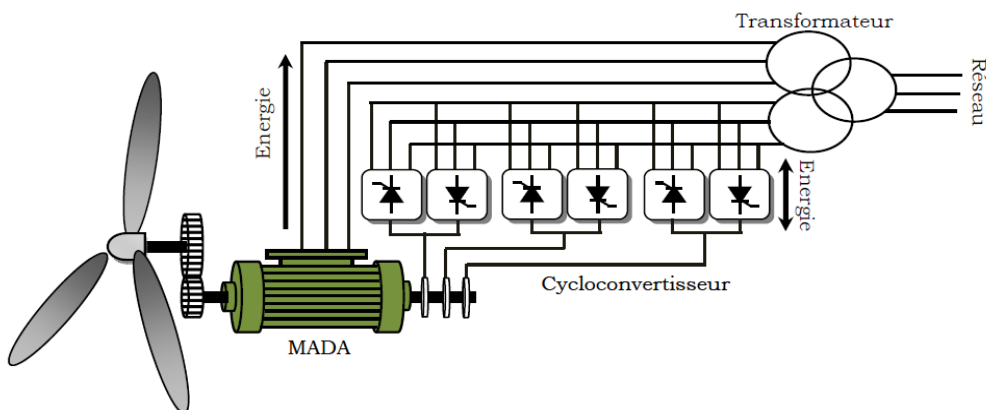 Transformateur
Réseau
Energie
Energie
Cycloconvertisseur
MADA